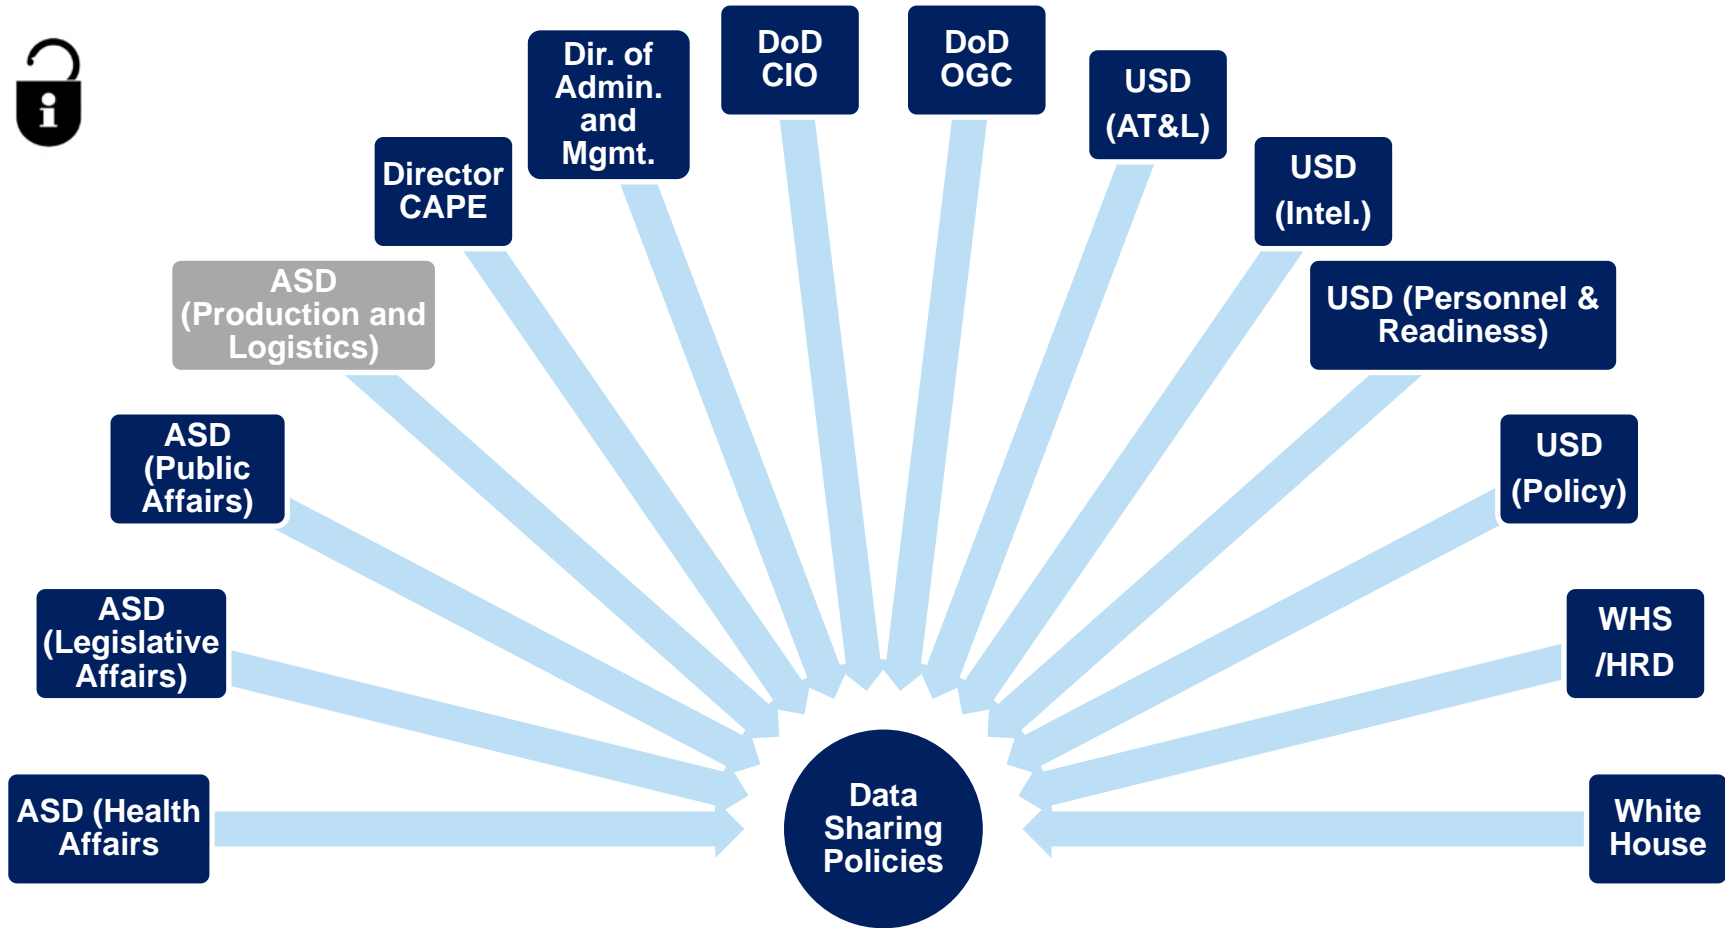 i
DoD
CIO
DoD
OGC
Dir. of
Admin.
and
Mgmt.
USD
(AT&L)
Director
CAPE
USD
(Intel.)
ASD
(Production and
Logistics)
USD (Personnel &
Readiness)
ASD
(Public
Affairs)
USD
(Policy)
ASD
(Legislative
Affairs)
WHS
/HRD
ASD (Health
Affairs
Data
Sharing
Policies
White
House